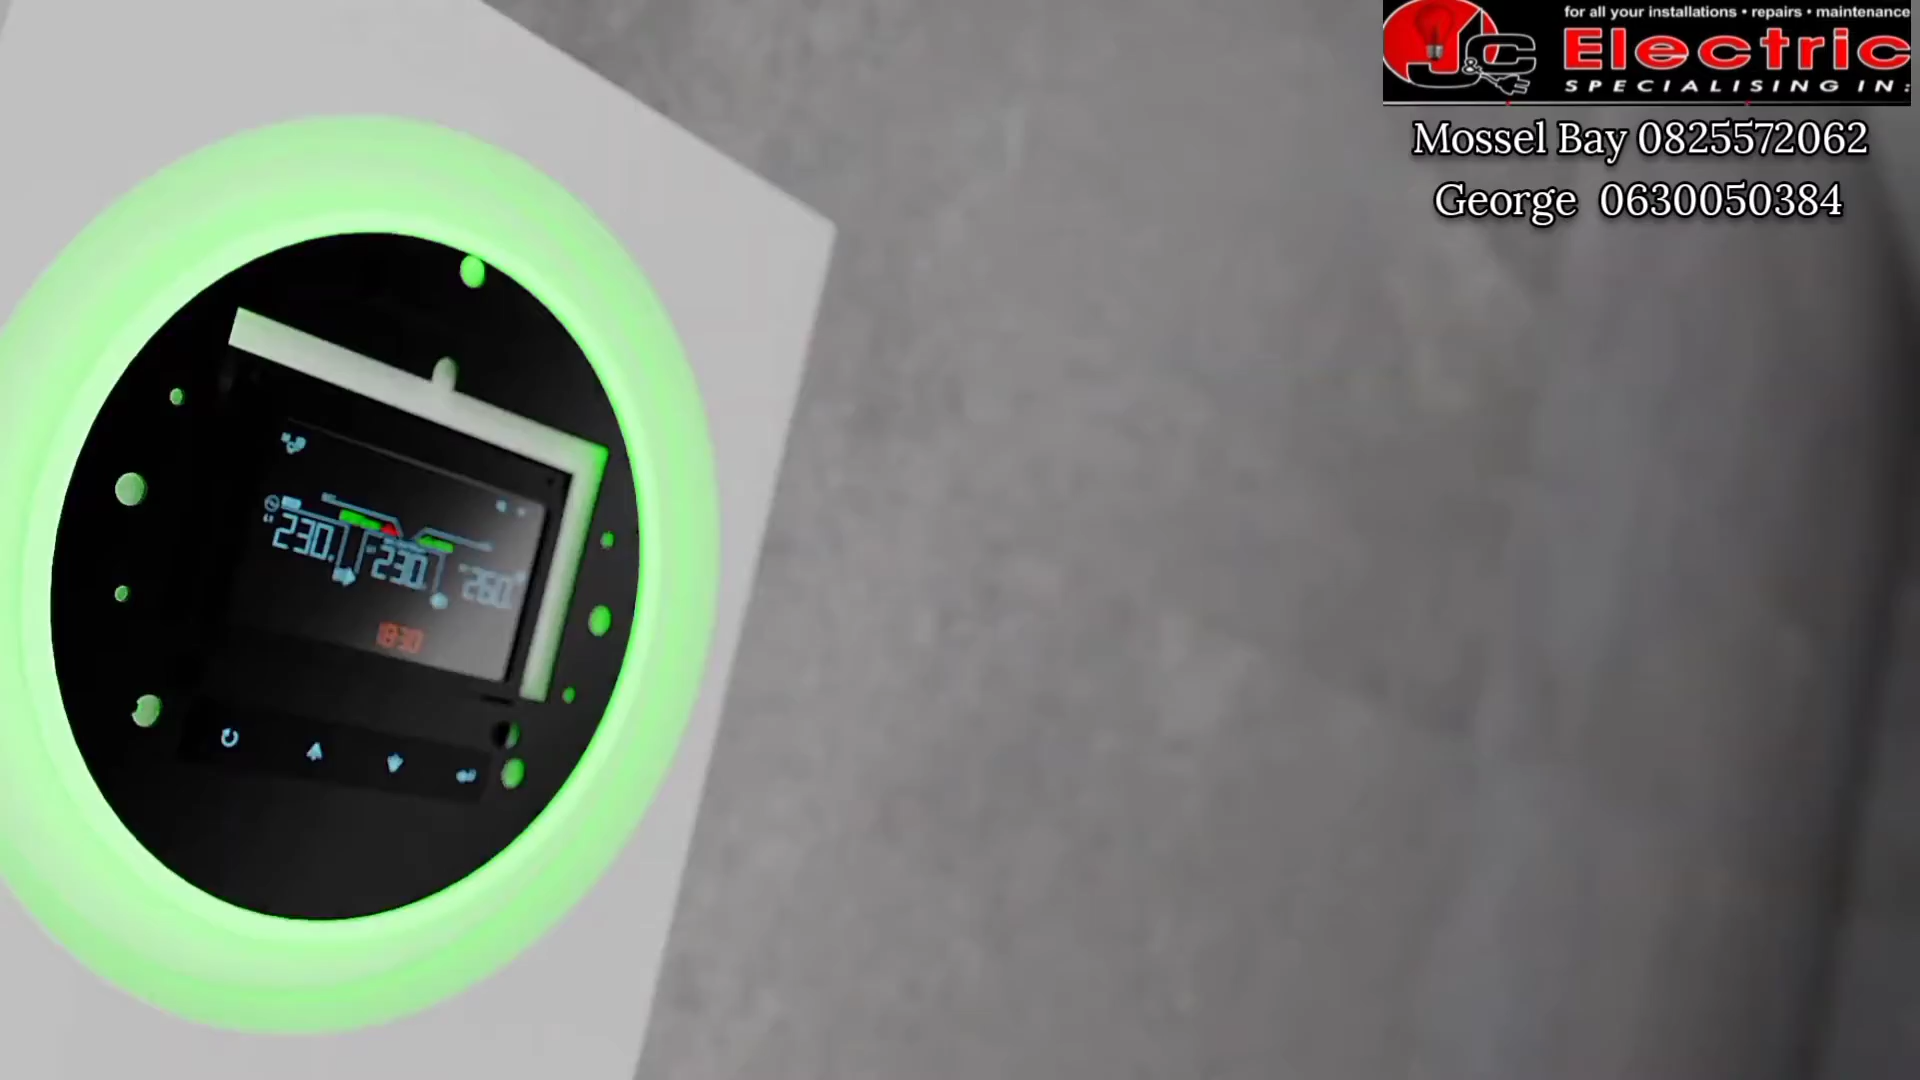 for all your installations • repairs • maintenance
J&C Electric
SPECIALISING IN:
Mossel Bay 0825572062
George 0630050384
230.
230.
260.
18:30